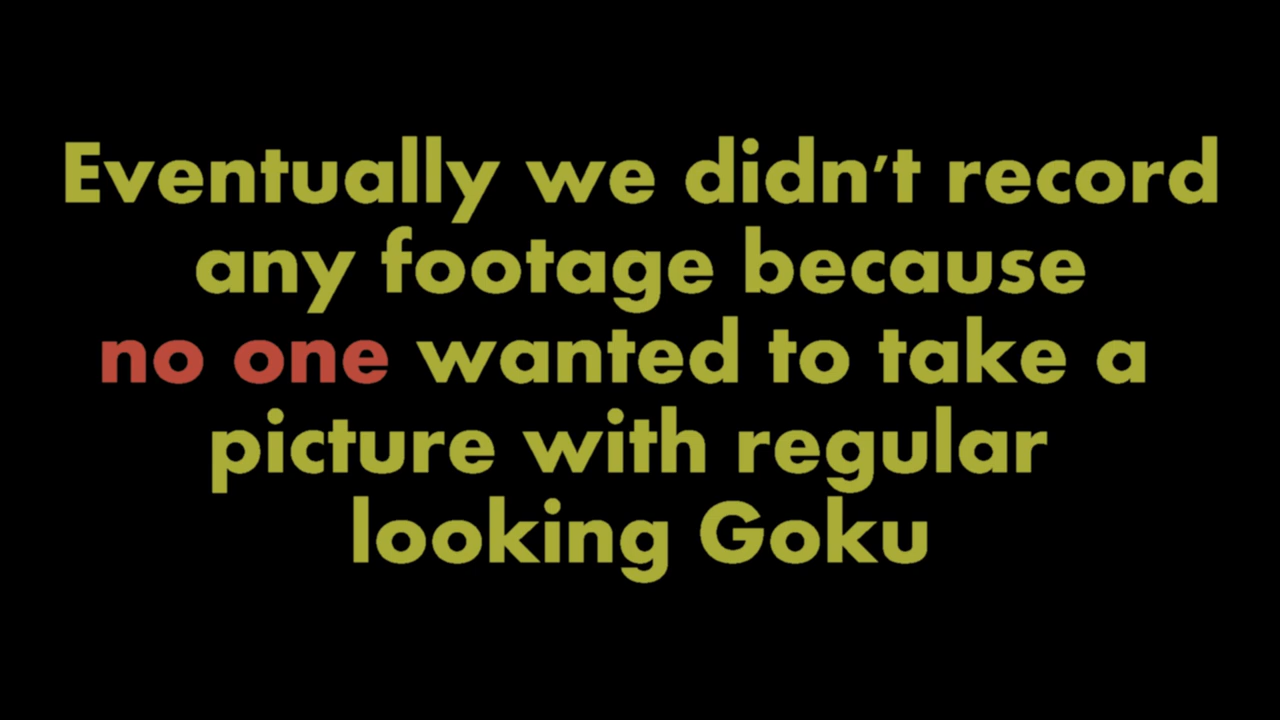 Eventually we didn't record
any footage because
no one wanted to take a
picture with regular
looking Goku